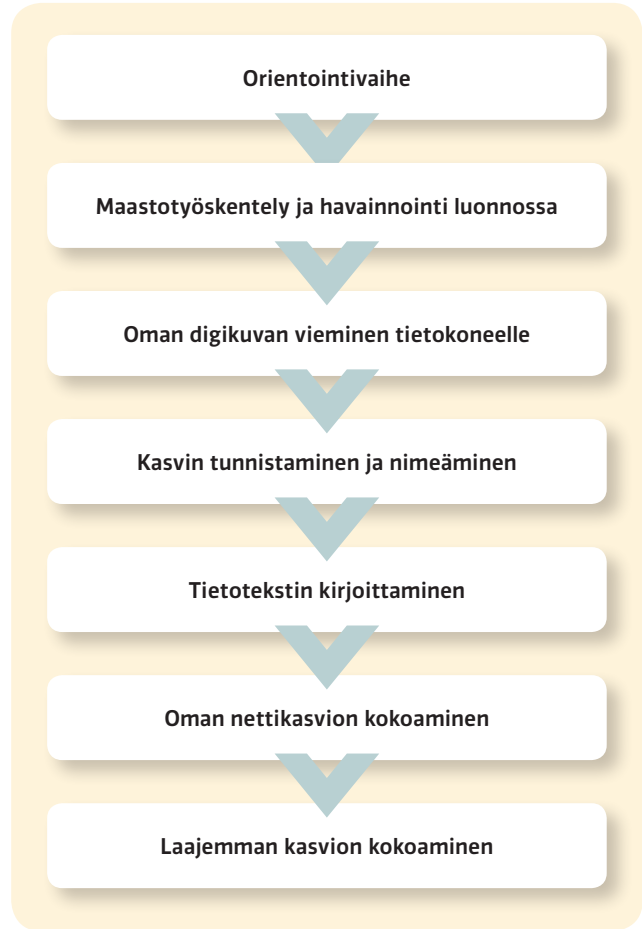 Orientointivaihe
Maastotyöskentely ja havainnointi luonnossa
Oman digikuvan vieminen tietokoneelle
Kasvin tunnistaminen ja nimeäminen
Tietotekstin kirjoittaminen
Oman nettikasvion kokoaminen
Laajemman kasvion kokoaminen